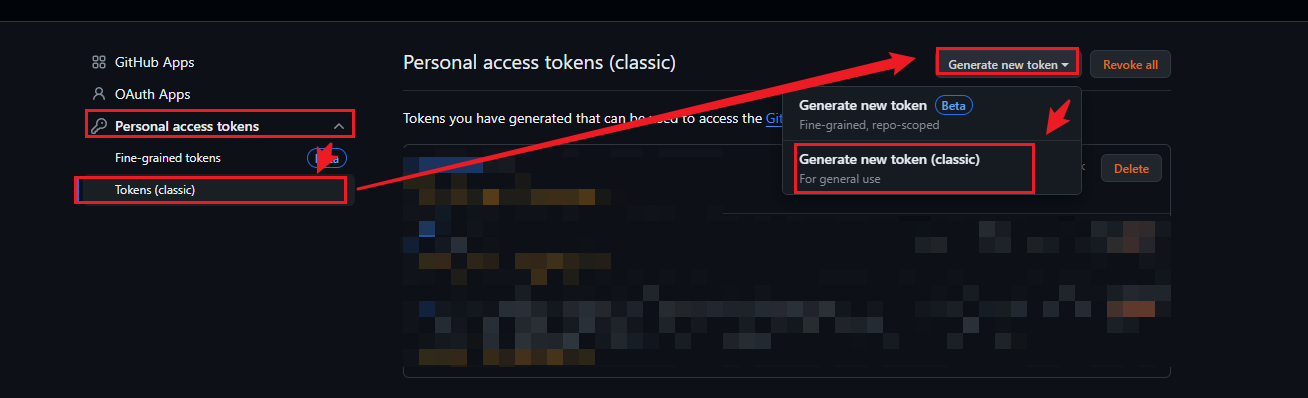 GitHub Apps
OAuth Apps
Personal access tokens
Fine-grained tokens
Tokens (classic)
Personal access tokens (classic)
Generate new token
Revoke all
Tokens you have generated that can be used to access the Git
Generate new token Beta
Fine-grained, repo-scoped
Generate new token (classic)
For general use
Delete